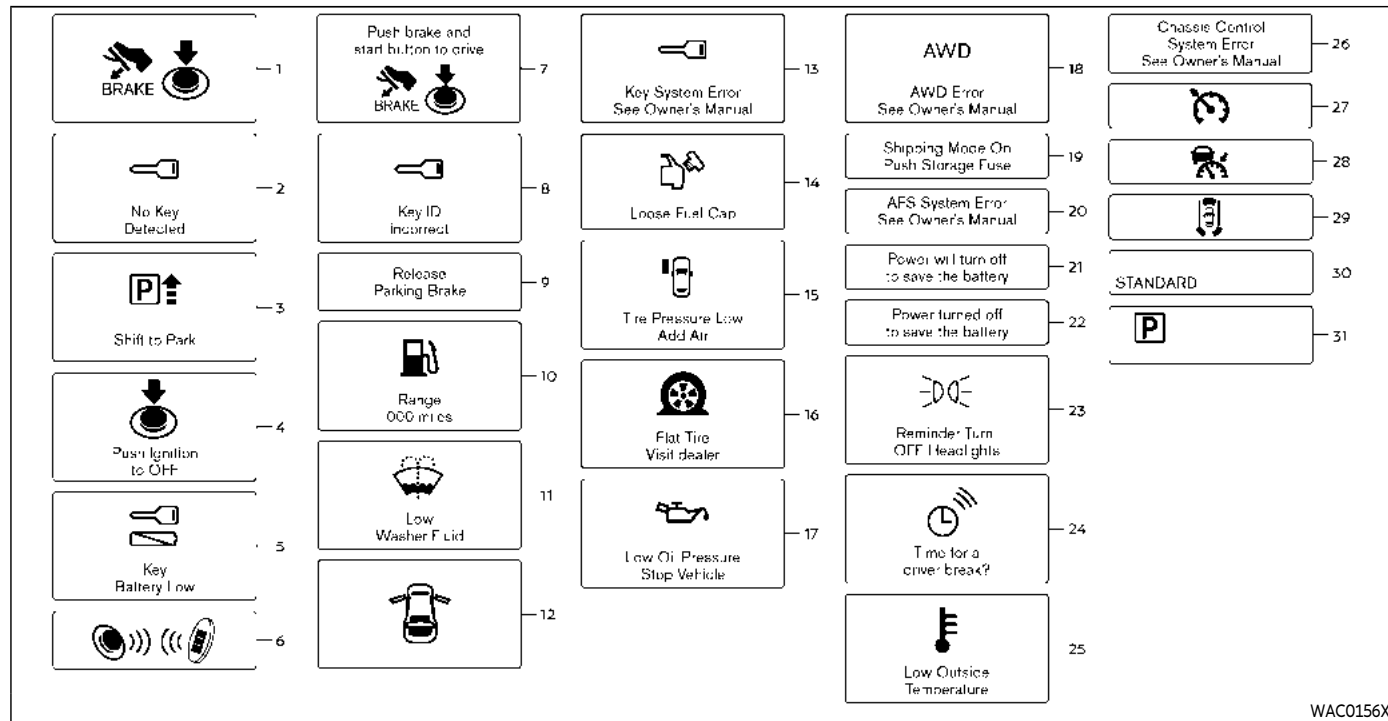 BRAKE
1
No Key
Detected
2
P
Shift to Park
3
Push Ignition
to OFF
4
Key
Battery Low
5
6
Push brake and
start button to drive
BRAKE
7
Key ID
Incorrect
8
Release
Parking Brake
9
Range
000 miles
10
Low
Washer Fluid
11
12
Key System Error
See Owner's Manual
13
Loose Fuel Cap
14
Tire Pressure Low
Add Air
15
Flat Tire
Visit dealer
16
Low Oil Pressure
Stop Vehicle
17
AWD
AWD Error
See Owner's Manual
18
Shipping Mode On
Push Storage Fuse
19
AFS System Error
See Owner's Manual
20
Power will turn off
to save the battery
21
Power turned off
to save the battery
22
Reminder Turn
OFF Headlights
23
Time for a
driver break?
24
Low Outside
Temperature
25
Chassis Control
System Error
See Owner's Manual
26
27
28
29
STANDARD
30
P
31
WAC0156X